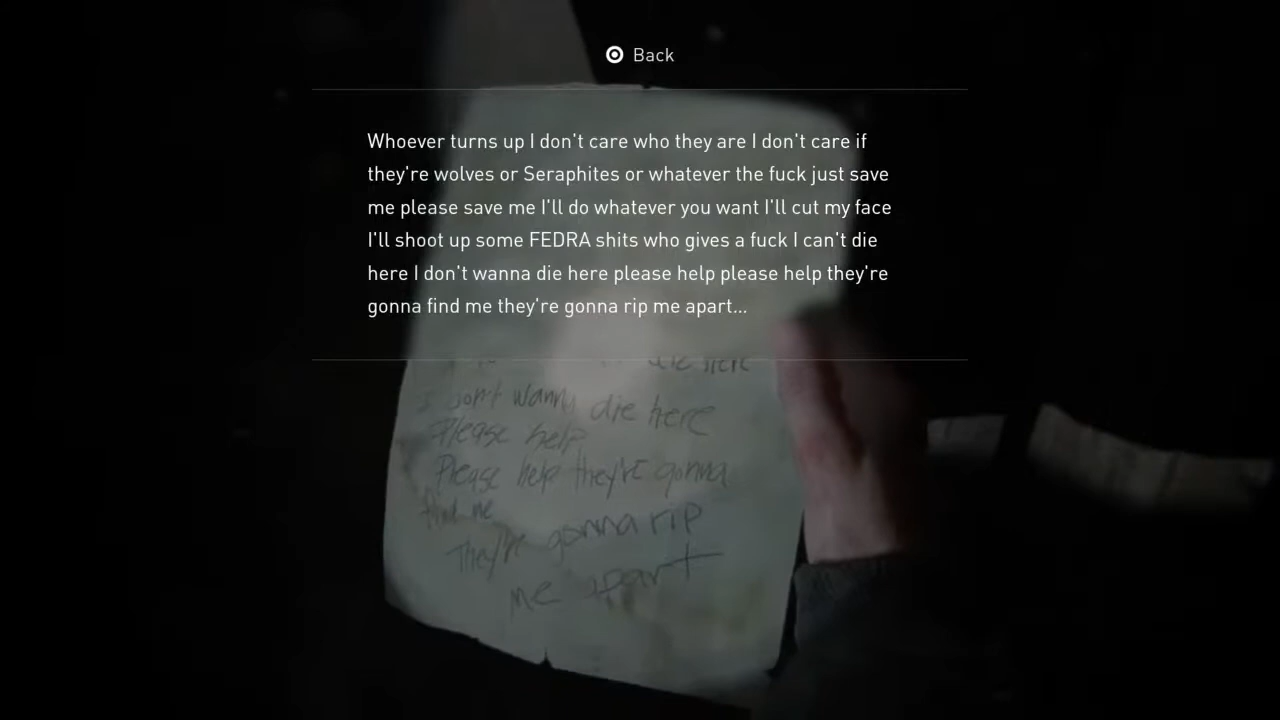 Back
Whoever turns up I don't care who they are I don't care if
they're wolves or Seraphites or whatever the fuck just save
me please save me I'll do whatever you want I'll cut my face
I'll shoot up some FEDRA shits who gives a fuck I can't die
here I don't wanna die here please help please help they're
gonna find me they're gonna rip me apart...
die here
I don't wanna die here
Please help
Please help they're gonna
find me
They're gonna rip
me apart